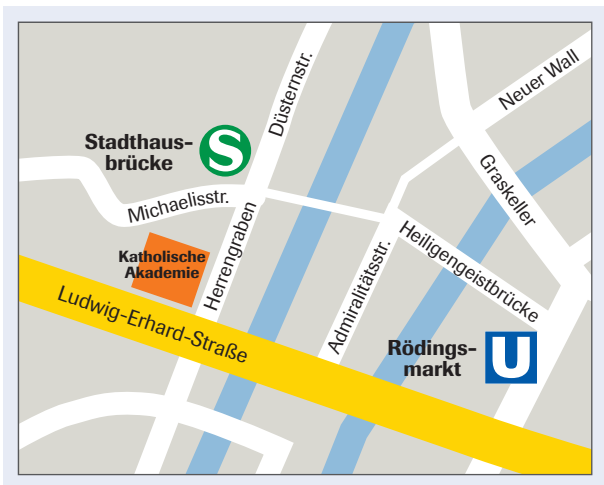 Düsternstr.
Neuer Wall
Stadthaus-
brücke
S
Graskeller
Michaelisstr.
Heiligengeistbrücke
Katholische
Akademie
Herrengraben
Admiralitätsstr.
Ludwig-Erhard-Straße
Rödings-
markt
U